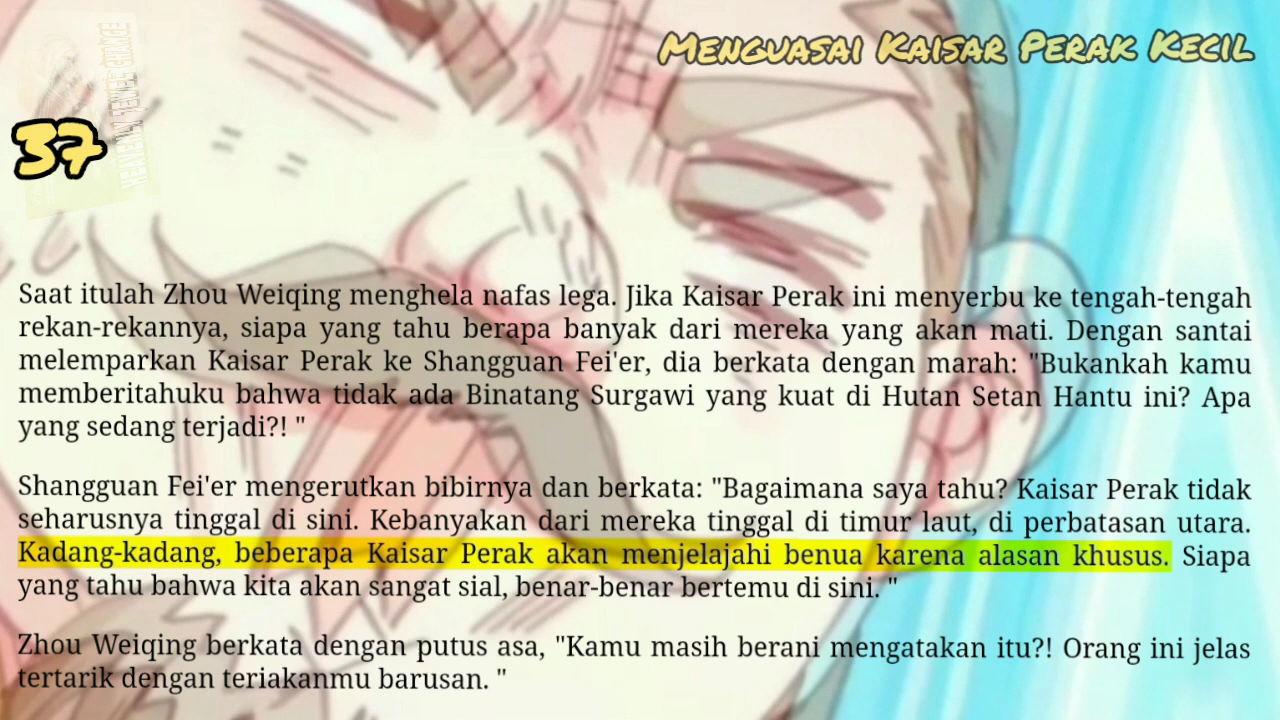 Menguasai Kaisar Perak Kecil
37
HEAVENLY JEWEL CHANGE
Saat itulah Zhou Weiqing menghela nafas lega. Jika Kaisar Perak ini menyerbu ke tengah-tengah
rekan-rekannya, siapa yang tahu berapa banyak dari mereka yang akan mati. Dengan santai
melemparkan Kaisar Perak ke Shangguan Fei'er, dia berkata dengan marah: "Bukankah kamu
memberitahuku bahwa tidak ada Binatang Surgawi yang kuat di Hutan Setan Hantu ini? Apa
yang sedang terjadi?! "
Shangguan Fei'er mengerutkan bibirnya dan berkata: "Bagaimana saya tahu? Kaisar Perak tidak
seharusnya tinggal di sini. Kebanyakan dari mereka tinggal di timur laut, di perbatasan utara.
Kadang-kadang, beberapa Kaisar Perak akan menjelajahi benua karena alasan khusus. Siapa
yang tahu bahwa kita akan sangat sial, benar-benar bertemu di sini. "
Zhou Weiqing berkata dengan putus asa, "Kamu masih berani mengatakan itu?! Orang ini jelas
tertarik dengan teriakanmu barusan. "